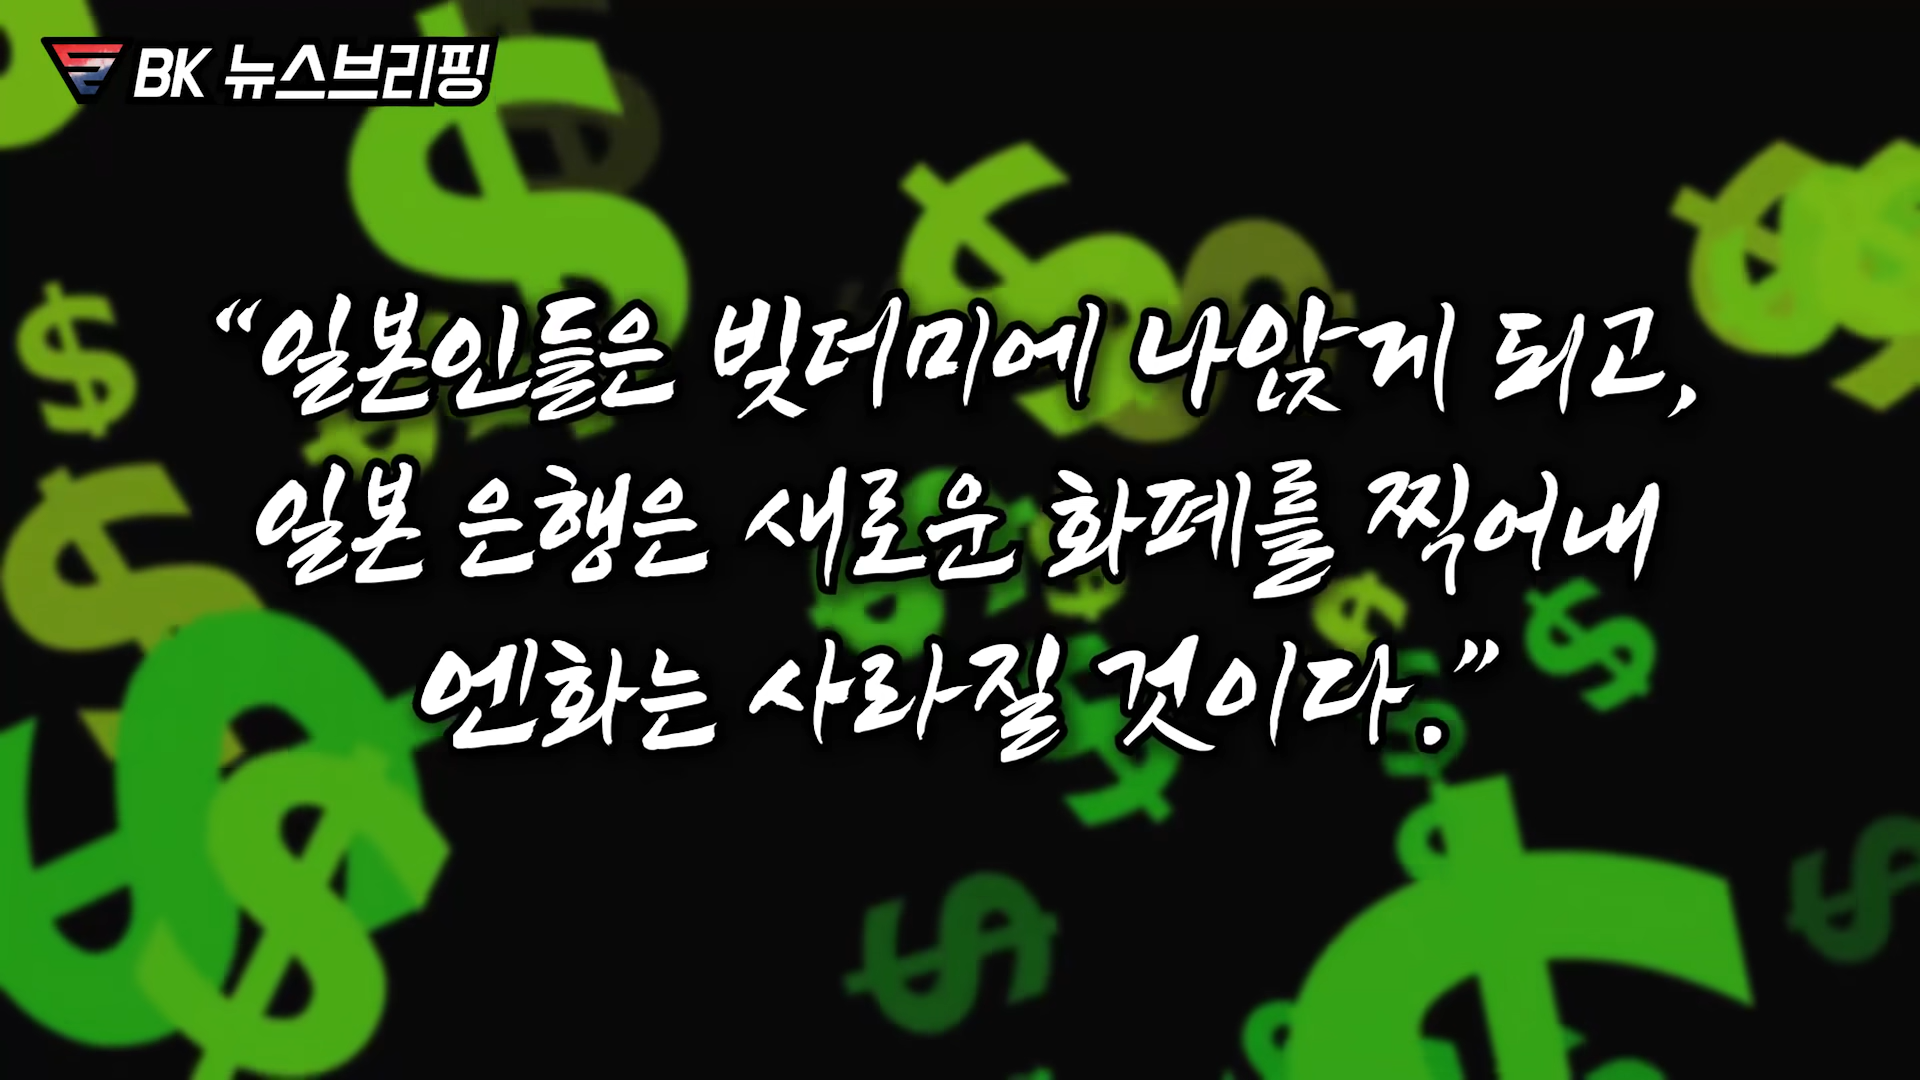 BK 뉴스브리핑
“일본인들은 빚더미에 나앉게 되고,
일본 은행은 새로운 화폐를 찍어내
엔화는 사라질 것이다.”